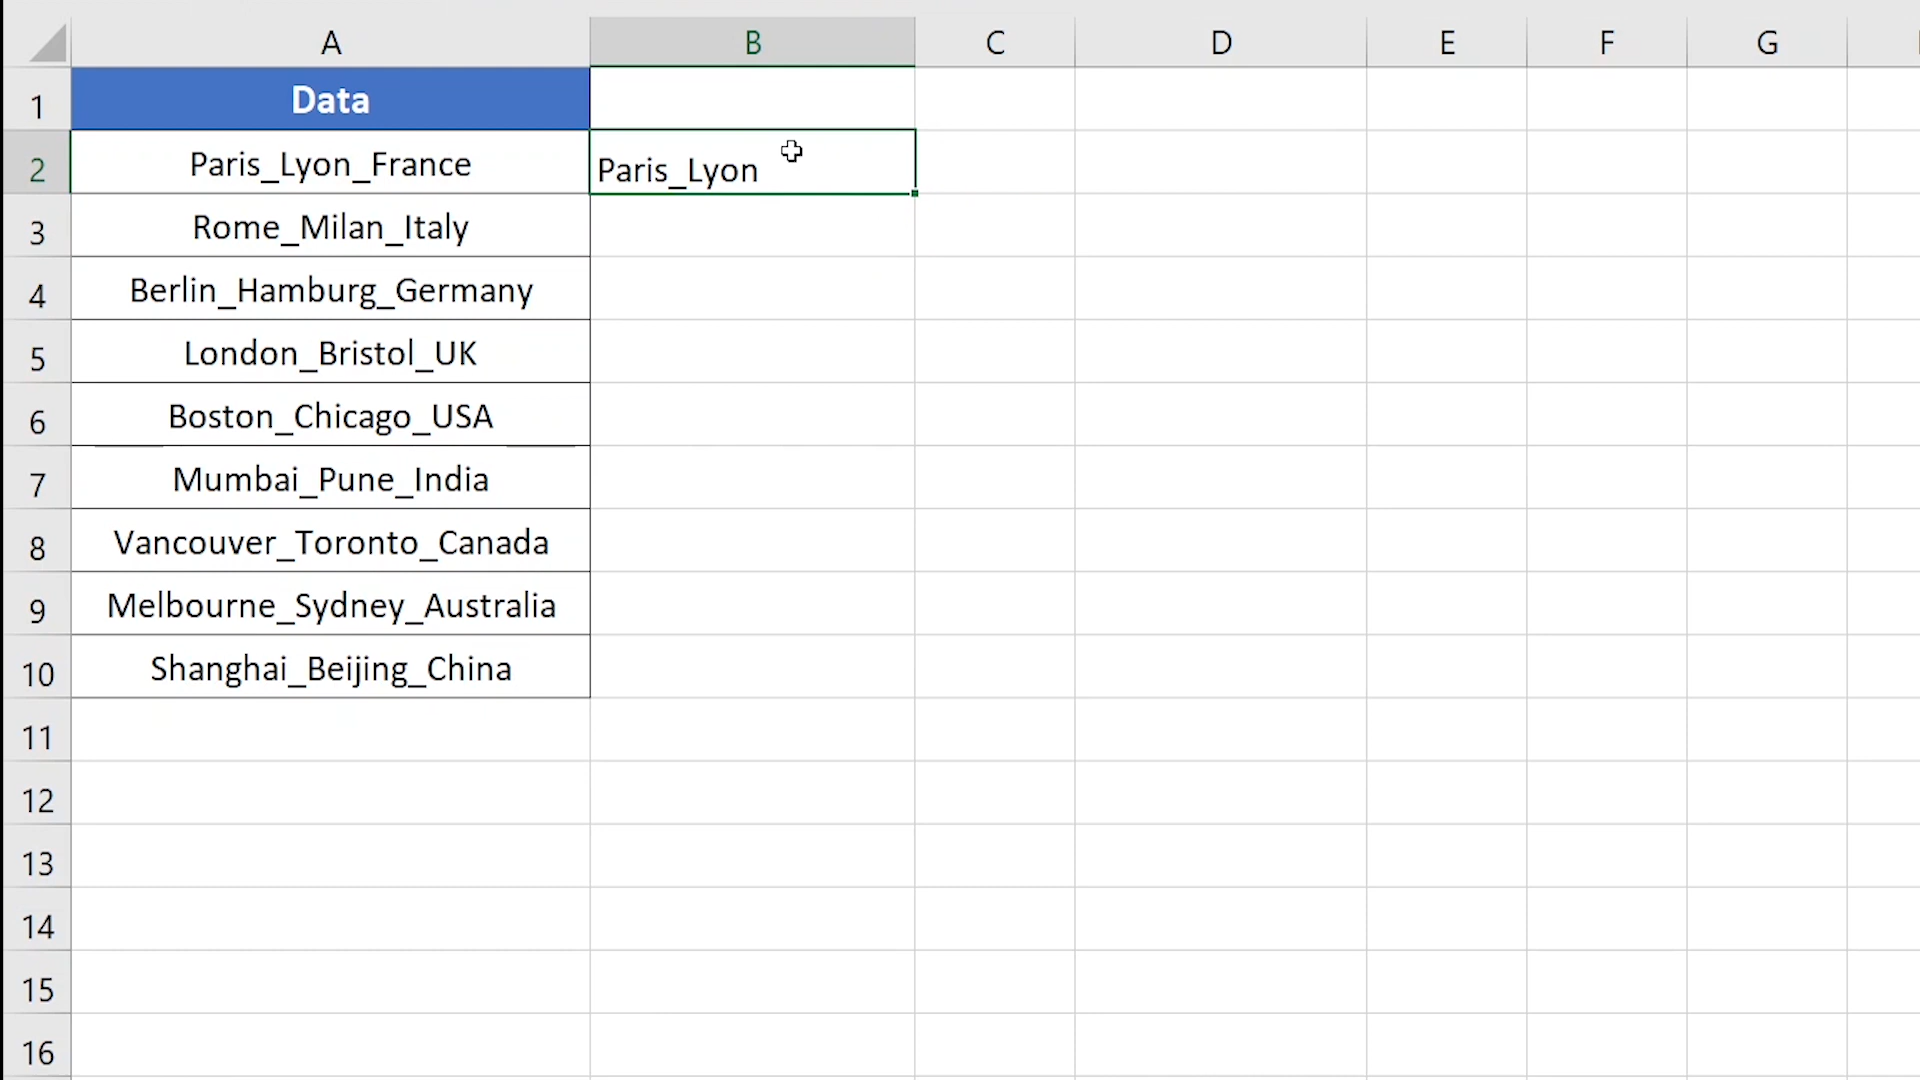 A B C D E F G
1 Data
2 Paris_Lyon_France Paris_Lyon
3 Rome_Milan_Italy
4 Berlin_Hamburg_Germany
5 London_Bristol_UK
6 Boston_Chicago_USA
7 Mumbai_Pune_India
8 Vancouver_Toronto_Canada
9 Melbourne_Sydney_Australia
10 Shanghai_Beijing_China
11
12
13
14
15
16